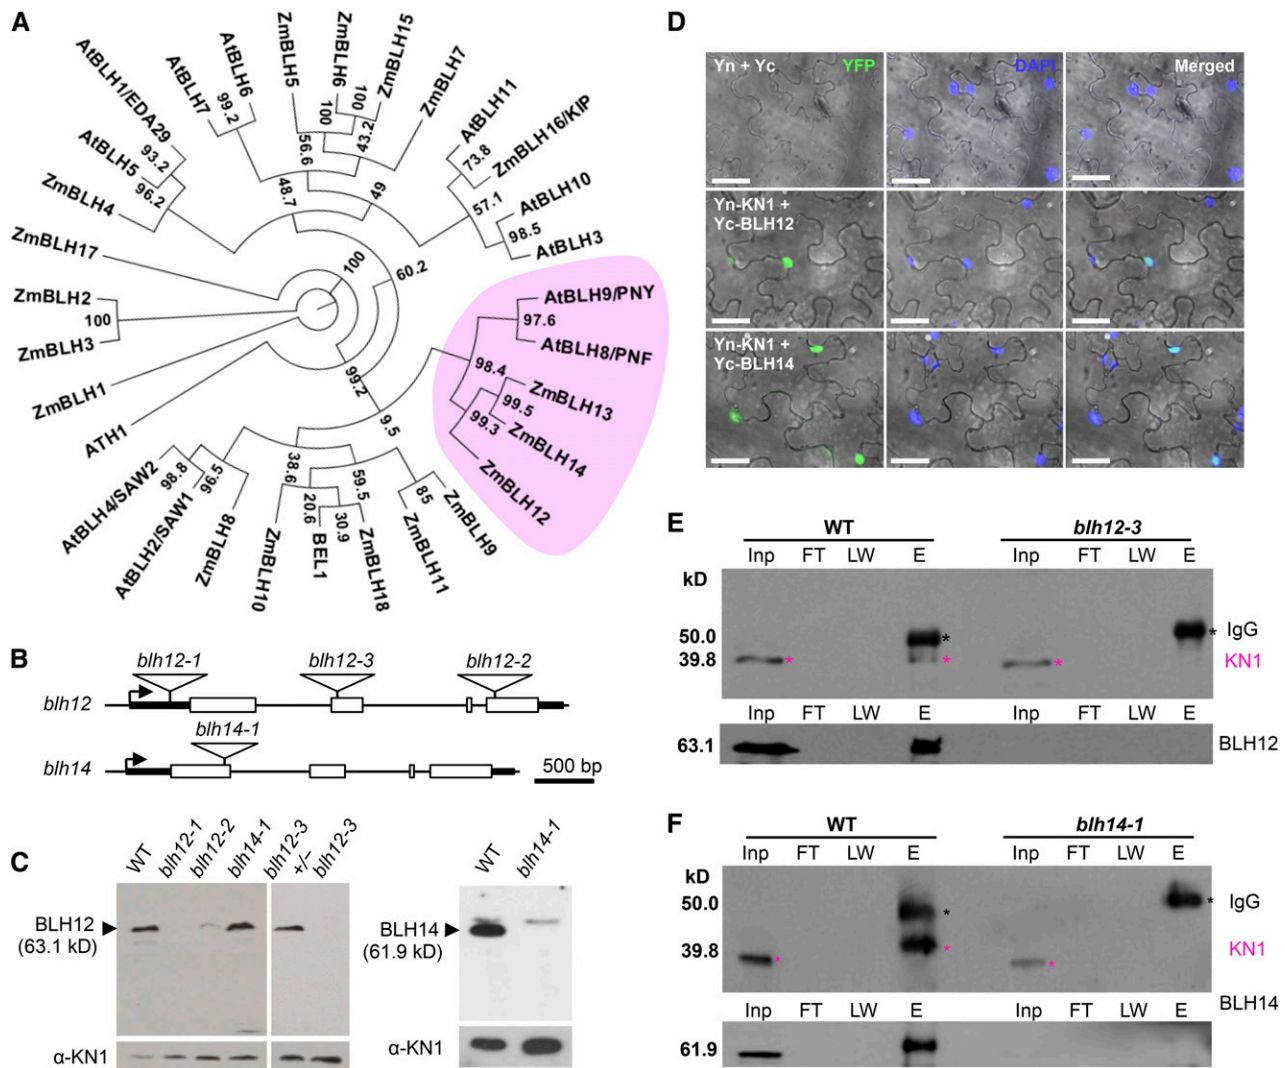 A
AtBLH1/EDA29
AtBLH7
AtBLH6
ZmBLH5
ZmBLH6
ZmBLH15
ZmBLH7
AtBLH11
ZmBLH16/KIP
AtBLH10
AtBLH3
AtBLH5
ZmBLH4
ZmBLH17
ZmBLH2
ZmBLH3
ZmBLH1
ATH1
AtBLH4/SAW2
AtBLH2/SAW1
ZmBLH8
ZmBLH10
BEL1
ZmBLH18
ZmBLH11
ZmBLH9
AtBLH9/PNY
AtBLH8/PNF
ZmBLH13
ZmBLH14
ZmBLH12
93.2
96.2
99.2
100
100
56.6
43.2
48.7
49
73.8
57.1
98.5
60.2
100
100
97.6
98.4
99.5
99.3
99.2
9.5
98.8
96.5
38.6
20.6
30.9
59.5
85
B
blh12-1
blh12-3
blh12-2
blh12
blh14-1
blh14
500 bp
C
WT
blh12-1
blh12-2
blh14-1
blh12-3 +/-
blh12-3
BLH12
(63.1 kD)
α-KN1
WT
blh14-1
BLH14
(61.9 kD)
α-KN1
D
Yn + Yc
YFP
DAPI
Merged
Yn-KN1 +
Yc-BLH12
Yn-KN1 +
Yc-BLH14
E
WT
blh12-3
Inp FT LW E Inp FT LW E
kD
50.0
39.8
* * * * *
IgG
KN1
Inp FT LW E Inp FT LW E
63.1
BLH12
F
WT
blh14-1
Inp FT LW E Inp FT LW E
kD
50.0
39.8
* * * * *
IgG
KN1
BLH14
Inp FT LW E Inp FT LW E
61.9